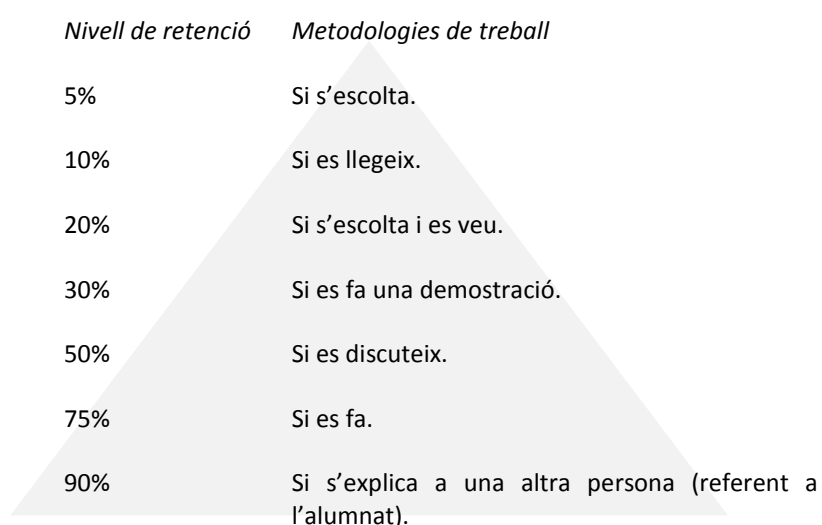 Nivell de retenció Metodologies de treball
5% Si s’escolta.
10% Si es llegeix.
20% Si s’escolta i es veu.
30% Si es fa una demostració.
50% Si es discuteix.
75% Si es fa.
90% Si s’explica a una altra persona (referent a
l’alumnat).